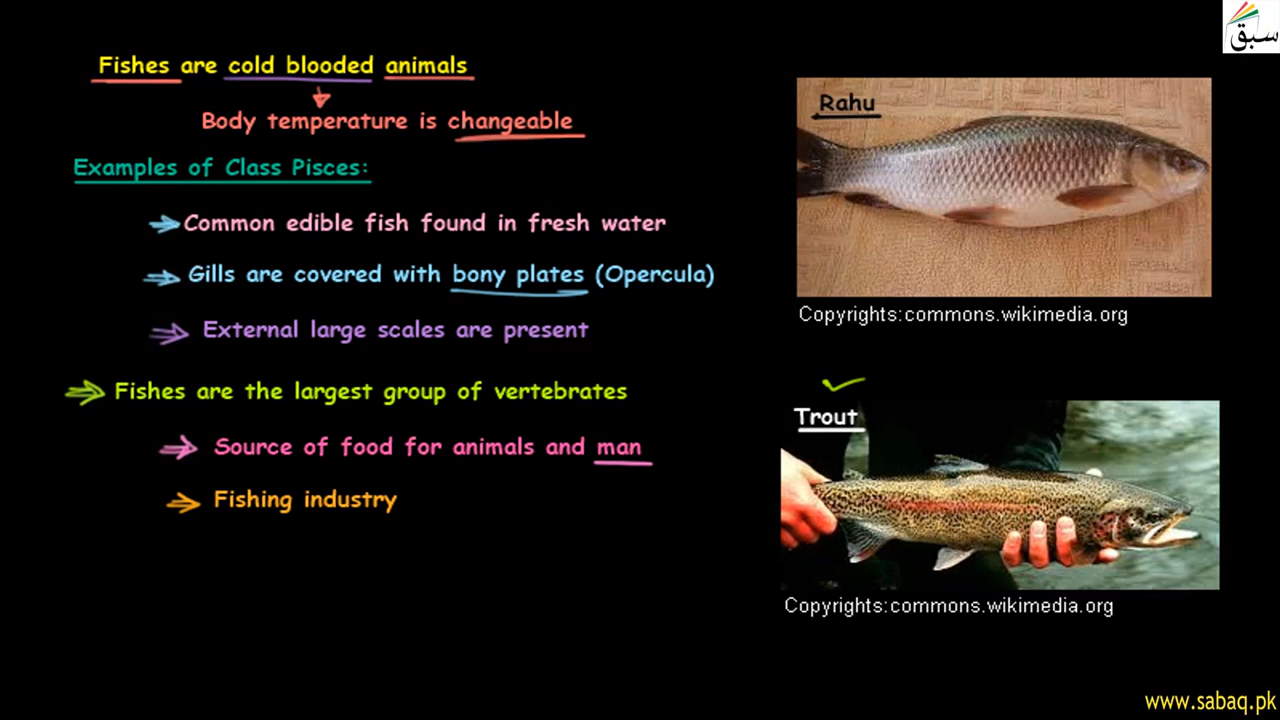 سبق
Fishes are cold blooded animals
Body temperature is changeable
Examples of Class Pisces:
Common edible fish found in fresh water
Gills are covered with bony plates (Opercula)
External large scales are present
Fishes are the largest group of vertebrates
Source of food for animals and man
Fishing industry
Rahu
Copyrights:commons.wikimedia.org
Trout
Copyrights:commons.wikimedia.org
www.sabaq.pk